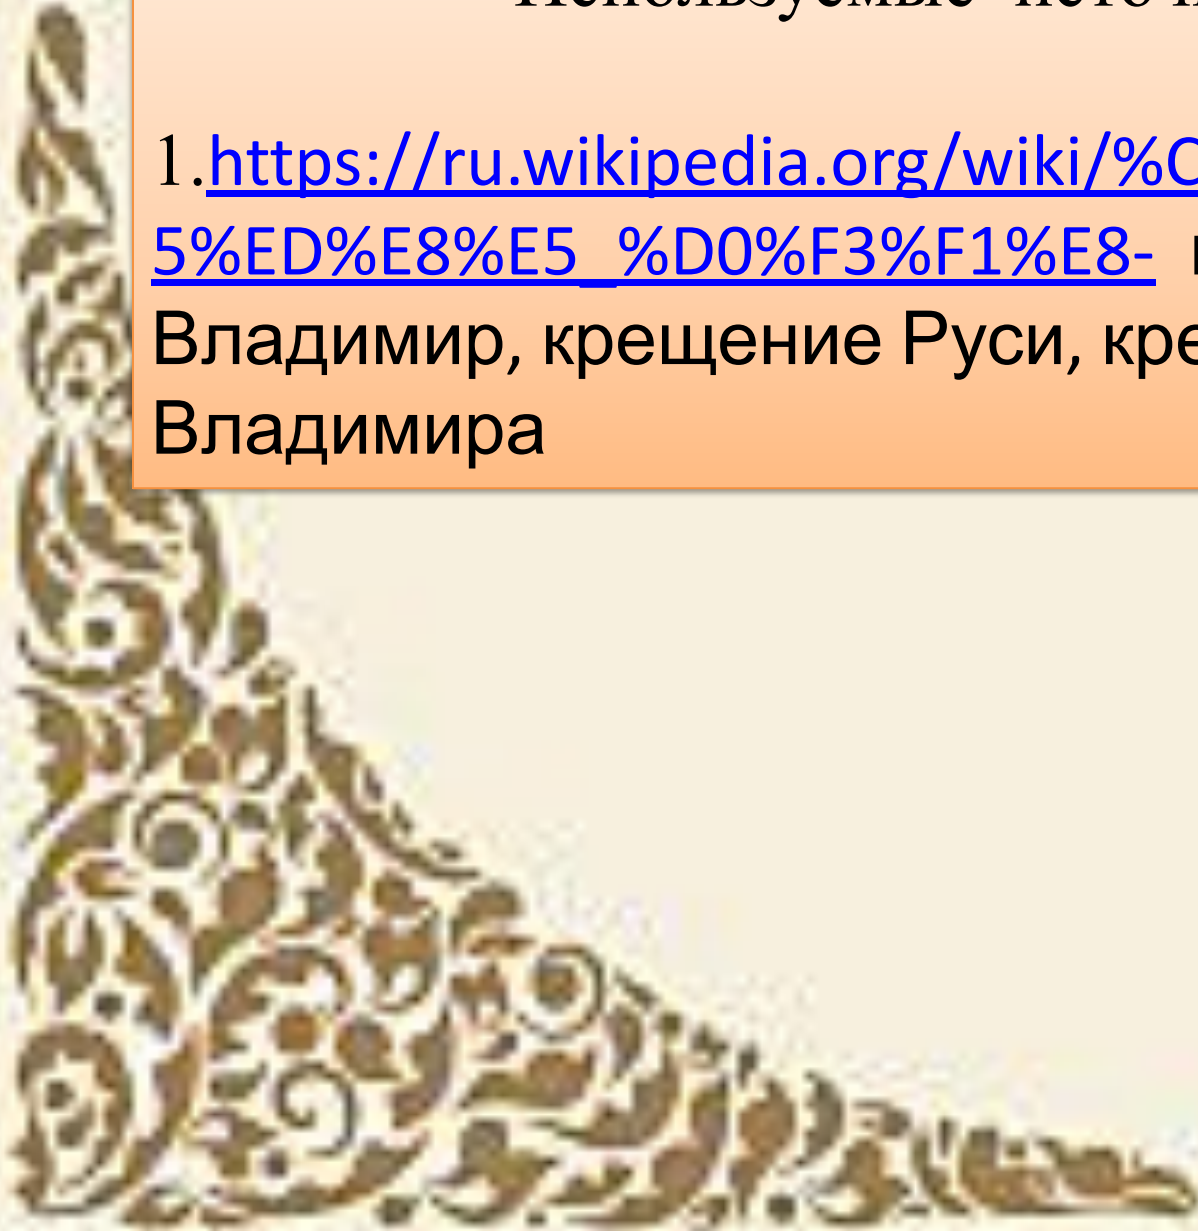 Используемые
1.https://ru.wikipedia.org/wiki/%
5%ED%E8%E5_%D0%F3%F1%E8-
Владимир, крещение Руси, кре
Владимира